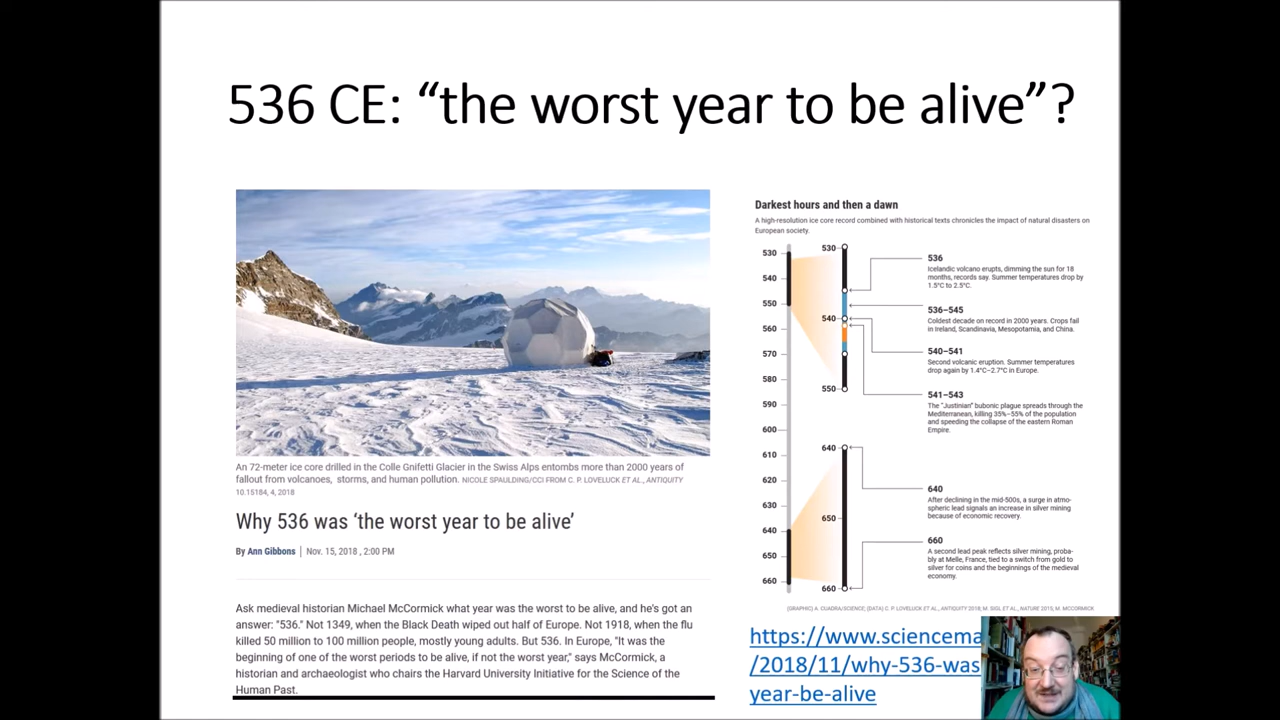 536 CE: “the worst year to be alive”?
An 72-meter ice core drilled in the Colle Gnifetti Glacier in the Swiss Alps entombs more than 2000 years of
fallout from volcanoes, storms, and human pollution. NICOLE SPAULDING/CCI FROM C. P. LOVELUCK ET AL., ANTIQUITY
10.15184, 4, 2018
Why 536 was ‘the worst year to be alive’
By Ann Gibbons | Nov. 15, 2018 , 2:00 PM
Ask medieval historian Michael McCormick what year was the worst to be alive, and he's got an
answer: "536." Not 1349, when the Black Death wiped out half of Europe. Not 1918, when the flu
killed 50 million to 100 million people, mostly young adults. But 536. In Europe, "It was the
beginning of one of the worst periods to be alive, if not the worst year," says McCormick, a
historian and archaeologist who chairs the Harvard University Initiative for the Science of the
Human Past.
Darkest hours and then a dawn
A high-resolution ice core record combined with historical texts chronicles the impact of natural disasters on
European society.
530
540
550
560
570
580
590
600
610
620
630
640
650
660
530
540
550
640
650
660
536
Icelandic volcano erupts, dimming the sun for 18
months, records say. Summer temperatures drop by
1.5°C to 2.5°C.
536–545
Coldest decade on record in 2000 years. Crops fail
in Ireland, Scandinavia, Mesopotamia, and China.
540–541
Second volcanic eruption. Summer temperatures
drop again by 1.4°C–2.7°C in Europe.
541–543
The “Justinian” bubonic plague spreads through the
Mediterranean, killing 35%–55% of the population
and speeding the collapse of the eastern Roman
Empire.
640
After declining in the mid-500s, a surge in atmo-
spheric lead signals an increase in silver mining
because of economic recovery.
660
A second lead peak reflects silver mining, proba-
bly at Melle, France, tied to a switch from gold to
silver for coins and the beginnings of the medieval
economy.
(GRAPHIC) A. CUADRA/SCIENCE; (DATA) C. P. LOVELUCK ET AL., ANTIQUITY 2018; M. SIGL ET AL., NATURE 2015; M. MCCORMICK
https://www.sciencema
/2018/11/why-536-was
year-be-alive